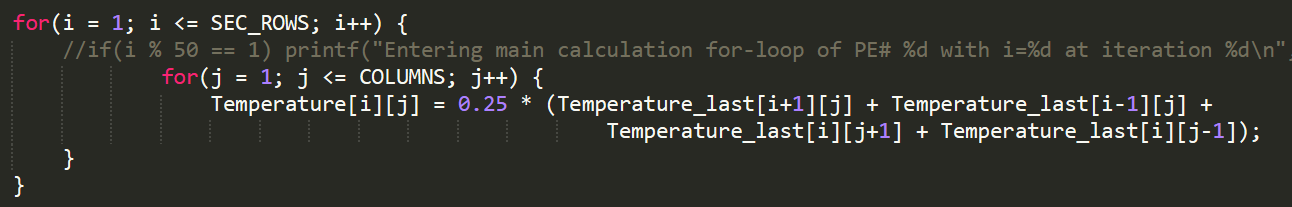 for(i = 1; i <= SEC_ROWS; i++) {
//if(i % 50 == 1) printf("Entering main calculation for-loop of PE# %d with i=%d at iteration %d\n",
for(j = 1; j <= COLUMNS; j++) {
Temperature[i][j] = 0.25 * (Temperature_last[i+1][j] + Temperature_last[i-1][j] +
Temperature_last[i][j+1] + Temperature_last[i][j-1]);
}
}